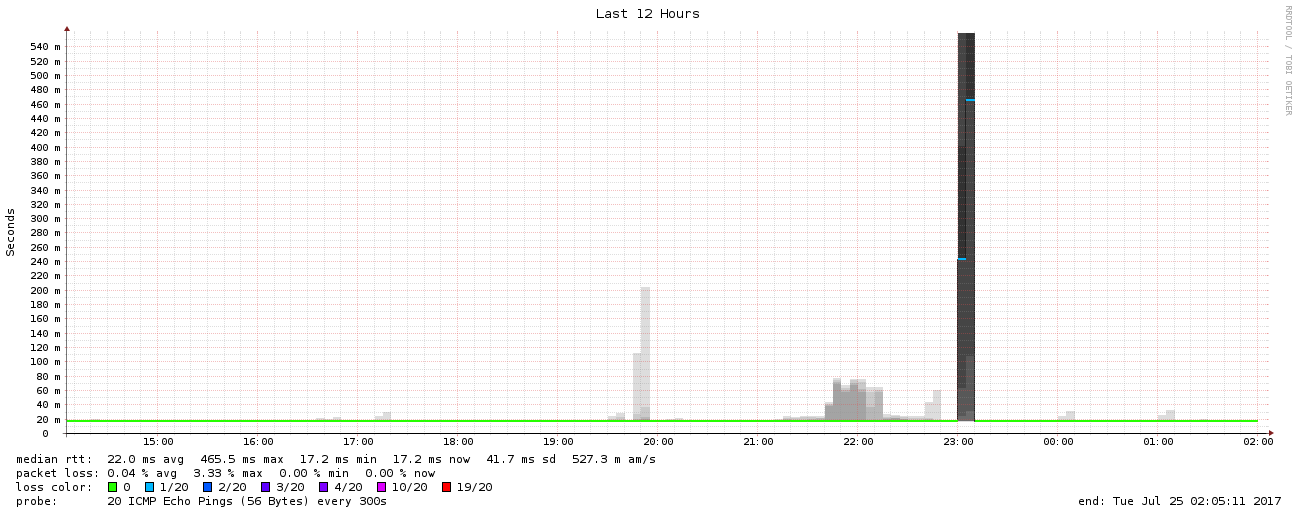 Last 12 Hours
RRDTOOL / TOBI OETIKER
Seconds
540 m
520 m
500 m
480 m
460 m
440 m
420 m
400 m
380 m
360 m
340 m
320 m
300 m
280 m
260 m
240 m
220 m
200 m
180 m
160 m
140 m
120 m
100 m
80 m
60 m
40 m
20 m
0
15:00 16:00 17:00 18:00 19:00 20:00 21:00 22:00 23:00 00:00 01:00 02:00
median rtt: 22.0 ms avg 465.5 ms max 17.2 ms min 17.2 ms now 41.7 ms sd 527.3 m am/s
packet loss: 0.04 % avg 3.33 % max 0.00 % min 0.00 % now
loss color: 0 1/20 2/20 3/20 4/20 10/20 19/20
probe: 20 ICMP Echo Pings (56 Bytes) every 300s end: Tue Jul 25 02:05:11 2017